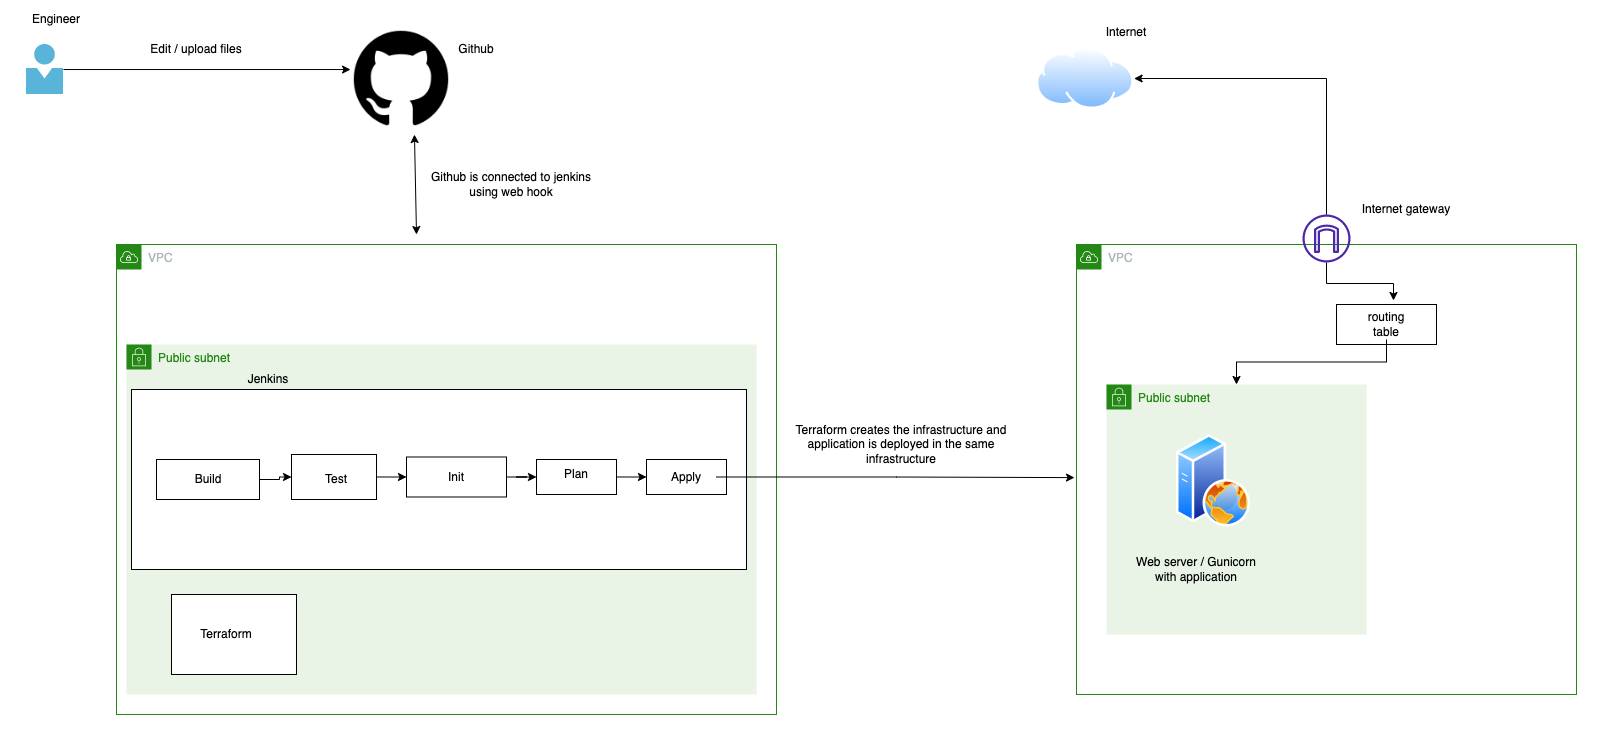 Engineer
Edit / upload files
Github
Internet
Github is connected to jenkins
using web hook
Internet gateway
VPC
VPC
routing
table
Public subnet
Jenkins
Public subnet
Terraform creates the infrastructure and
application is deployed in the same
infrastructure
Build
Test
Init
Plan
Apply
Web server / Gunicorn
with application
Terraform